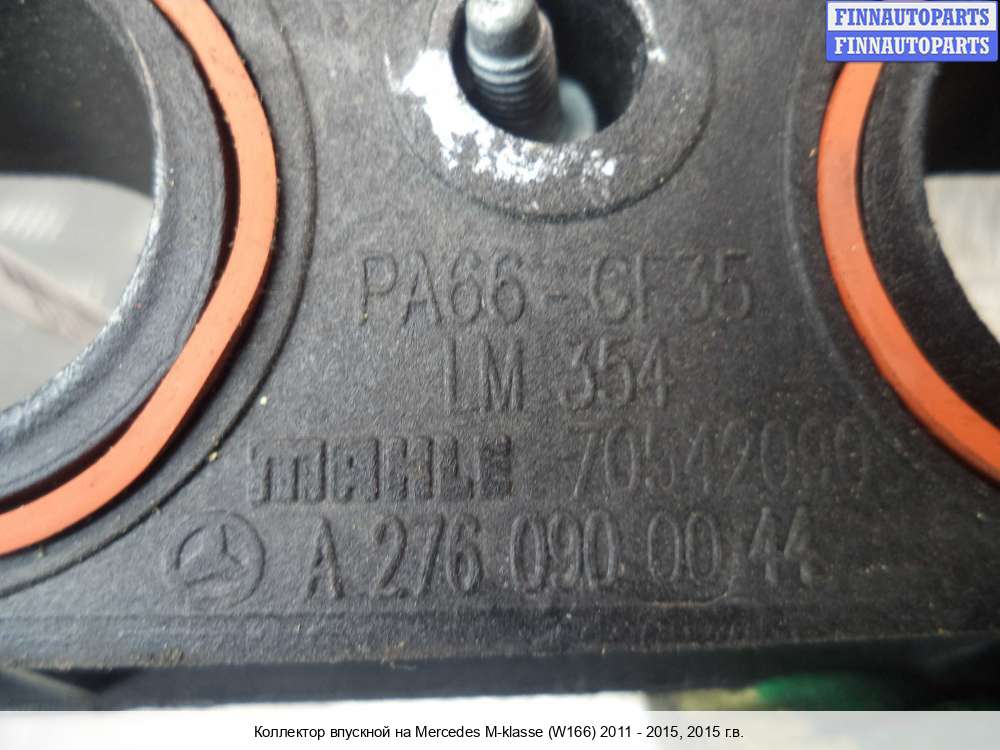 FINNAUTOPARTS
FINNAUTOPARTS
PA66-GF35
LM 354
MAHLE 70542099
A 276 090 00 44
Коллектор впускной на Mercedes M-klasse (W166) 2011 - 2015, 2015 г.в.